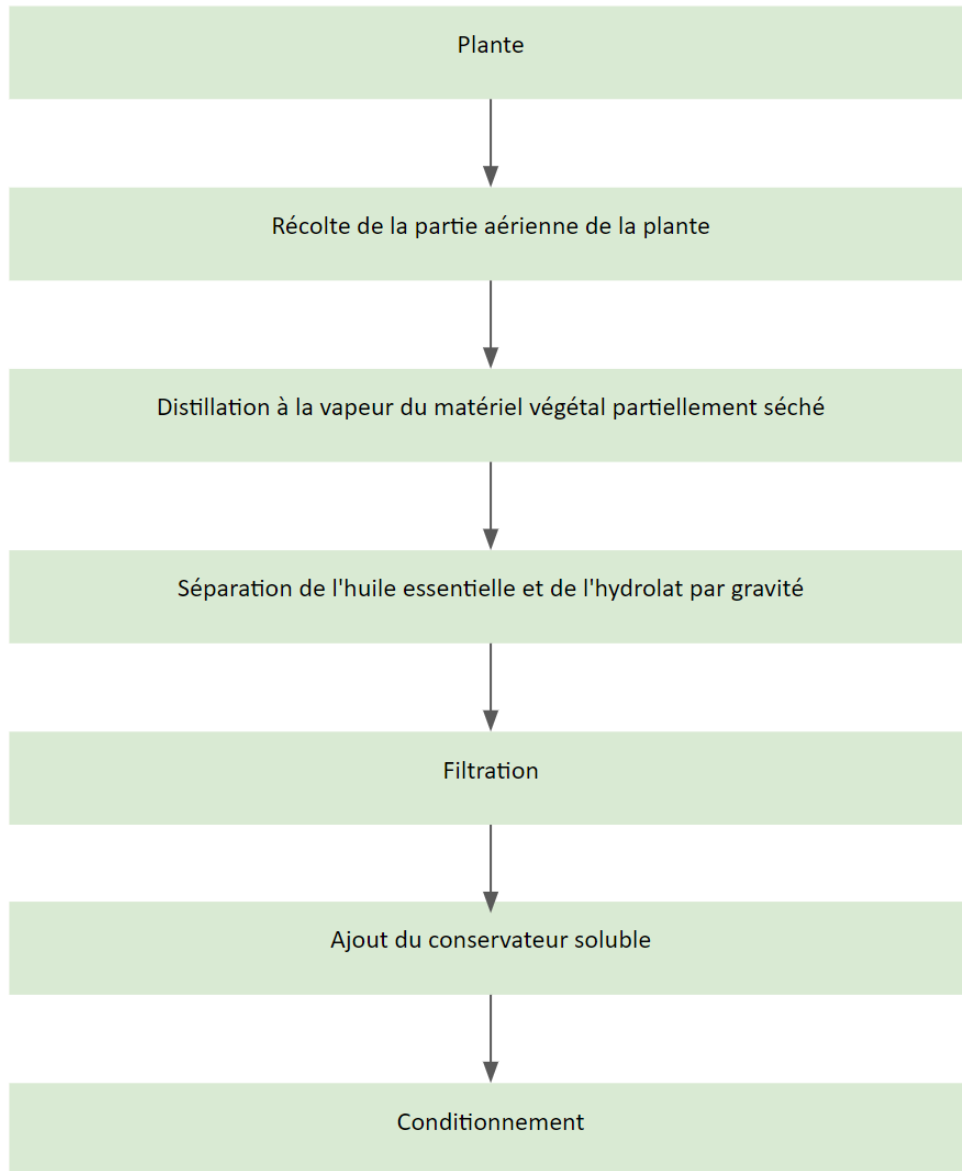 Plante
Récolte de la partie aérienne de la plante
Distillation à la vapeur du matériel végétal partiellement séché
Séparation de l'huile essentielle et de l'hydrolat par gravité
Filtration
Ajout du conservateur soluble
Conditionnement